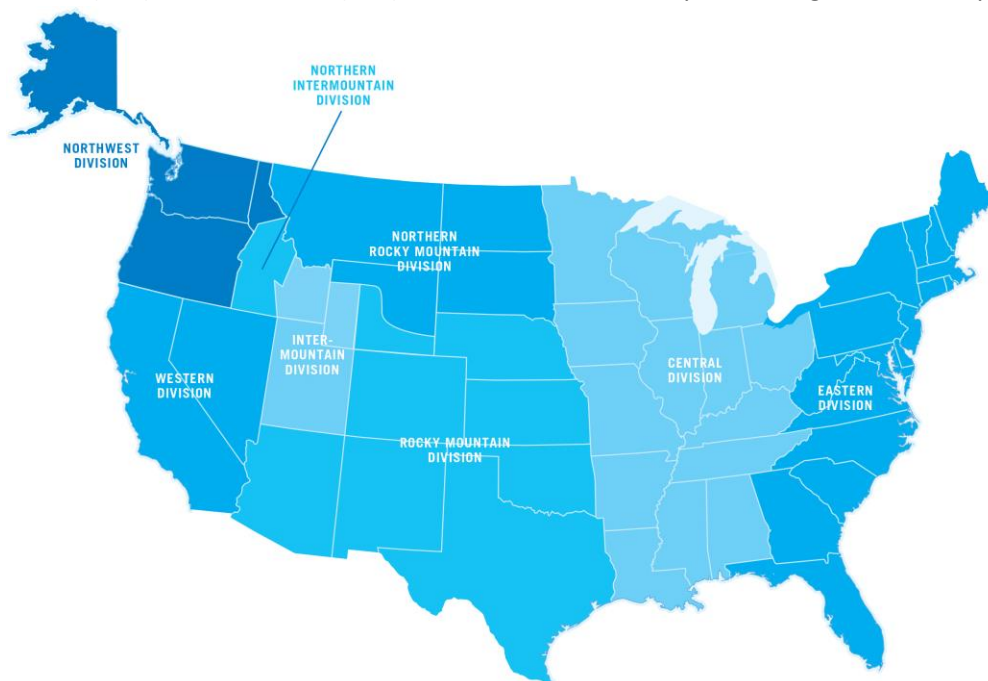 NORTHERN
INTERMOUNTAIN
DIVISION
NORTHWEST
DIVISION
NORTHERN
ROCKY MOUNTAIN
DIVISION
INTER-
MOUNTAIN
DIVISION
WESTERN
DIVISION
CENTRAL
DIVISION
EASTERN
DIVISION
ROCKY MOUNTAIN
DIVISION